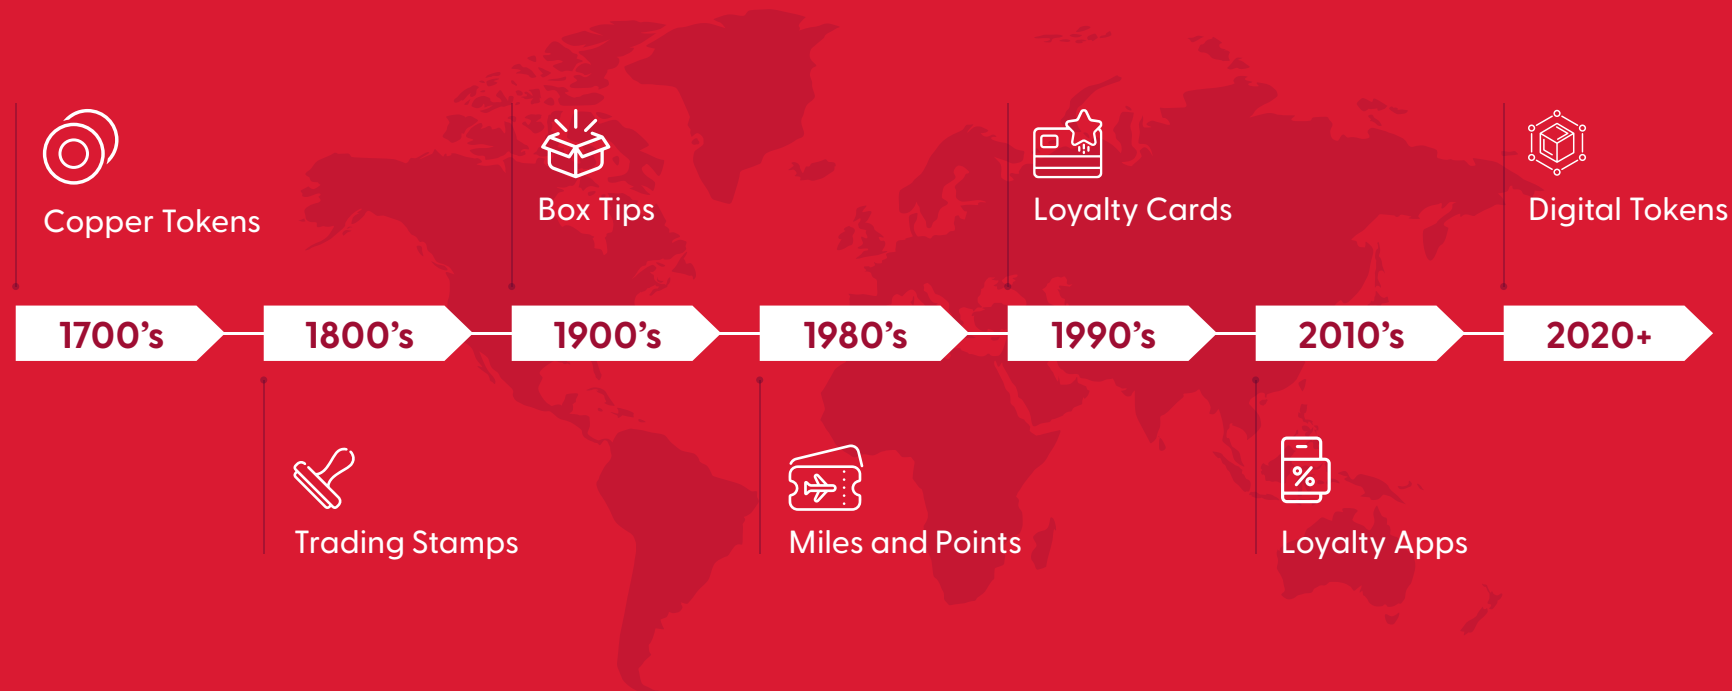 Copper Tokens
Box Tips
Loyalty Cards
Digital Tokens
1700’s
1800’s
1900’s
1980’s
1990’s
2010’s
2020+
Trading Stamps
Miles and Points
Loyalty Apps
%